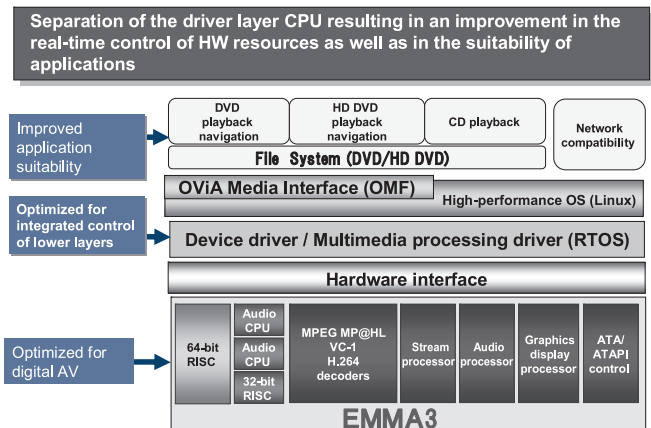 Separation of the driver layer CPU resulting in an improvement in the
real-time control of HW resources as well as in the suitability of
applications
Improved
application
suitability
DVD
playback
navigation
HD DVD
playback
navigation
CD playback
Network
compatibility
File System (DVD/HD DVD)
OViA Media Interface (OMF)
High-performance OS (Linux)
Optimized for
integrated control
of lower layers
Device driver / Multimedia processing driver (RTOS)
Hardware interface
Optimized for
digital AV
64-bit
RISC
Audio
CPU
Audio
CPU
32-bit
RISC
MPEG MP@HL
VC-1
H.264
decoders
Stream
processor
Audio
processor
Graphics
display
processor
ATA/
ATAPI
control
EMMA3